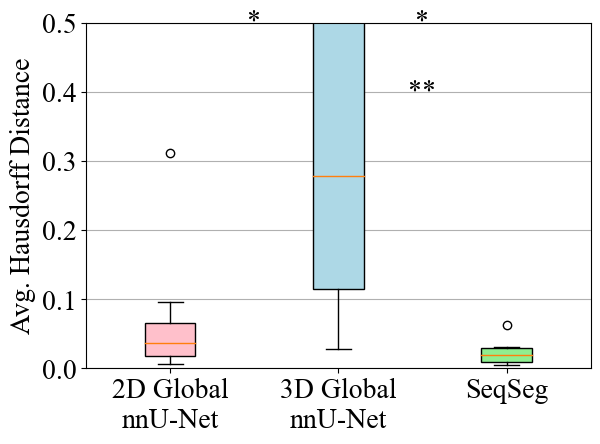 * *
0.5
**
0.4
0.3
0.2
0.1
0.0
Avg. Hausdorff Distance
2D Global
nnU-Net
3D Global
nnU-Net
SeqSeg